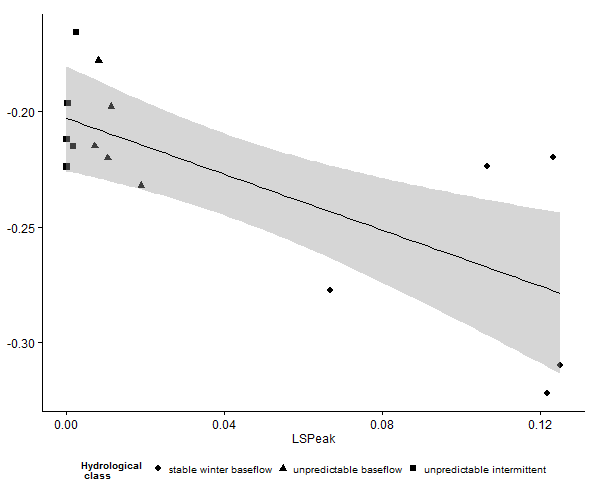 -0.20
-0.25
-0.30
0.00 0.04 0.08 0.12
LSPeak
Hydrological
class
stable winter baseflow unpredictable baseflow unpredictable intermittent